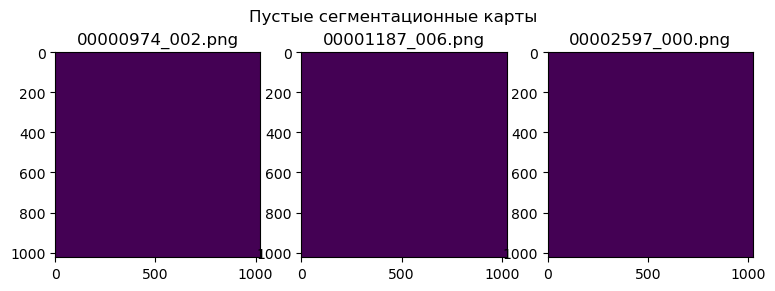 Пустые сегментационные карты
00000974_002.png 00001187_006.png 00002597_000.png
0 0 0
200 200 200
400 400 400
600 600 600
800 800 800
1000 1000 1000
0 500 1000 0 500 1000 0 500 1000